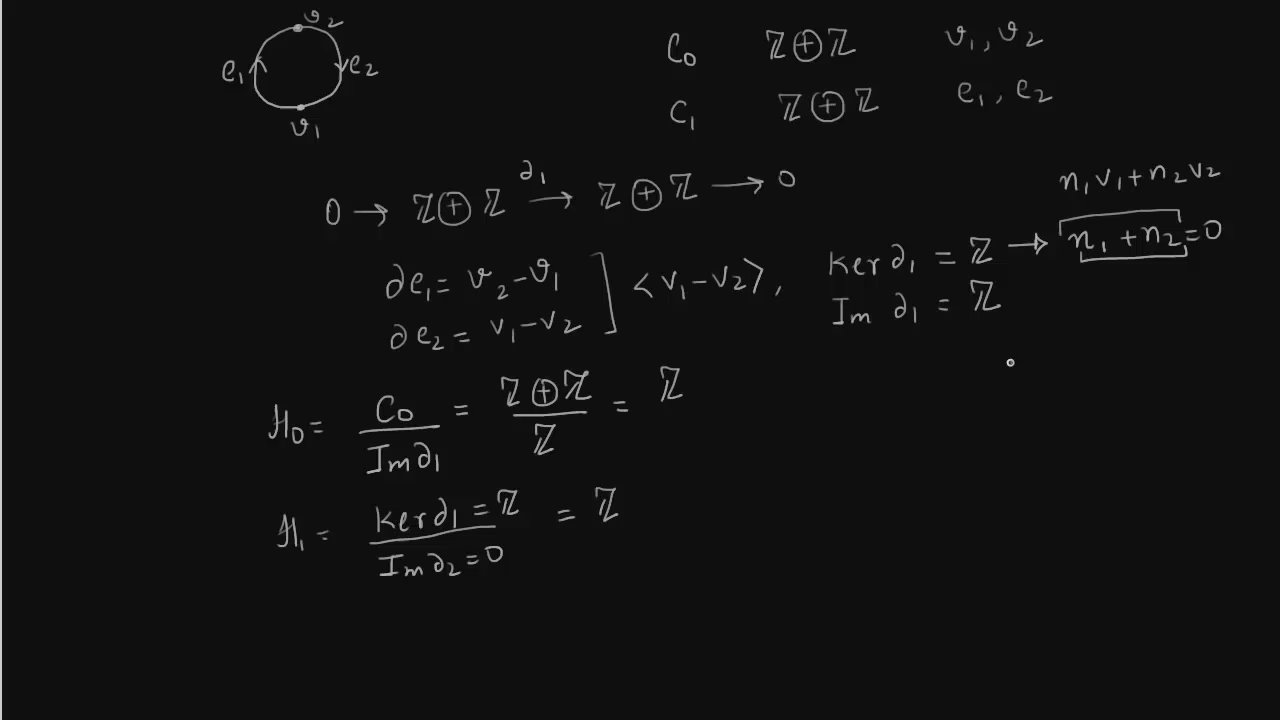 v₂
e₁ e₂
v₁
C₀ ℤ⊕ℤ v₁, v₂
C₁ ℤ⊕ℤ e₁, e₂
0 → ℤ⊕ℤ →^∂₁ ℤ⊕ℤ → 0
n₁v₁+n₂v₂
∂e₁ = v₂-v₁
∂e₂ = v₁-v₂ ] <v₁-v₂>,
ker ∂₁ = ℤ → n₁+n₂=0
Im ∂₁ = ℤ
H₀ = C₀/Im∂₁ = ℤ⊕ℤ/ℤ = ℤ
H₁ = ker∂₁=ℤ/Im∂₂=0 = ℤ